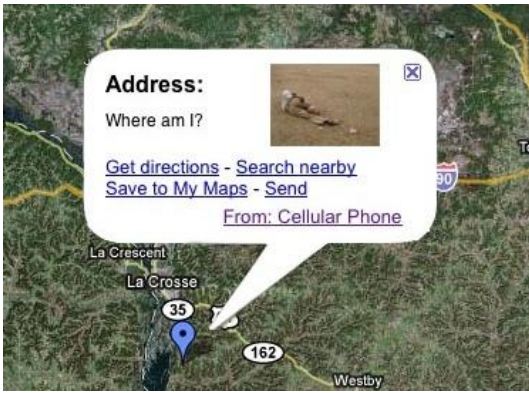 Address:
Where am I?
Get directions - Search nearby
Save to My Maps - Send
From: Cellular Phone
90
La Crescent
La Crosse
35
162
Westby